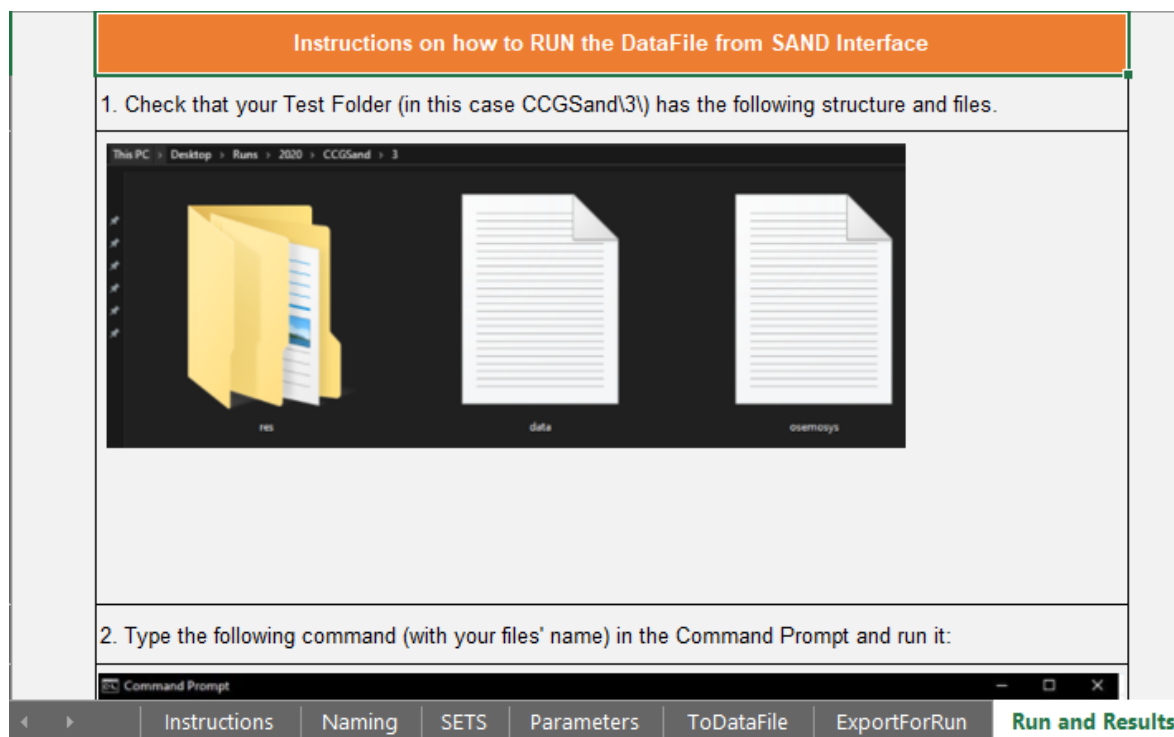 Instructions on how to RUN the DataFile from SAND Interface
1. Check that your Test Folder (in this case CCGSand\3\) has the following structure and files.
This PC > Desktop > Runs > 2020 > CCGSand > 3
res
data
osemosys
2. Type the following command (with your files' name) in the Command Prompt and run it:
Command Prompt
Instructions
Naming
SETS
Parameters
ToDataFile
ExportForRun
Run and Results